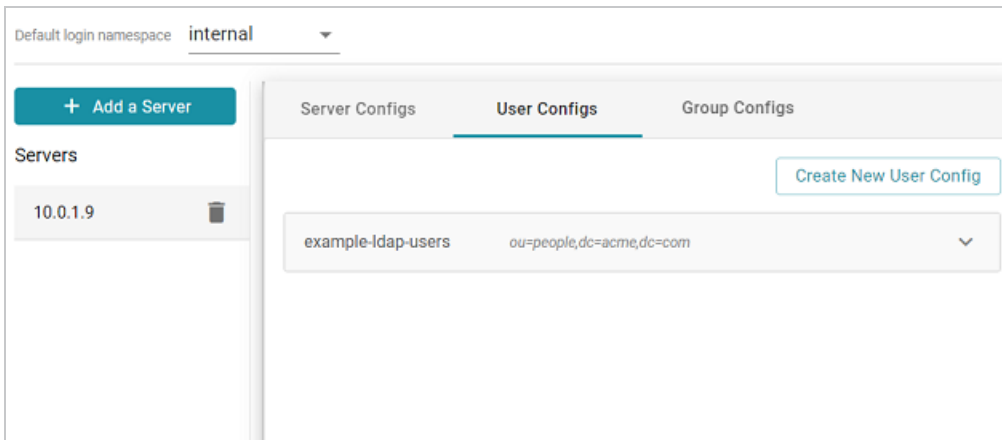 Default login namespace internal
+ Add a Server
Server Configs User Configs Group Configs
Servers
Create New User Config
10.0.1.9
example-ldap-users ou=people,dc=acme,dc=com